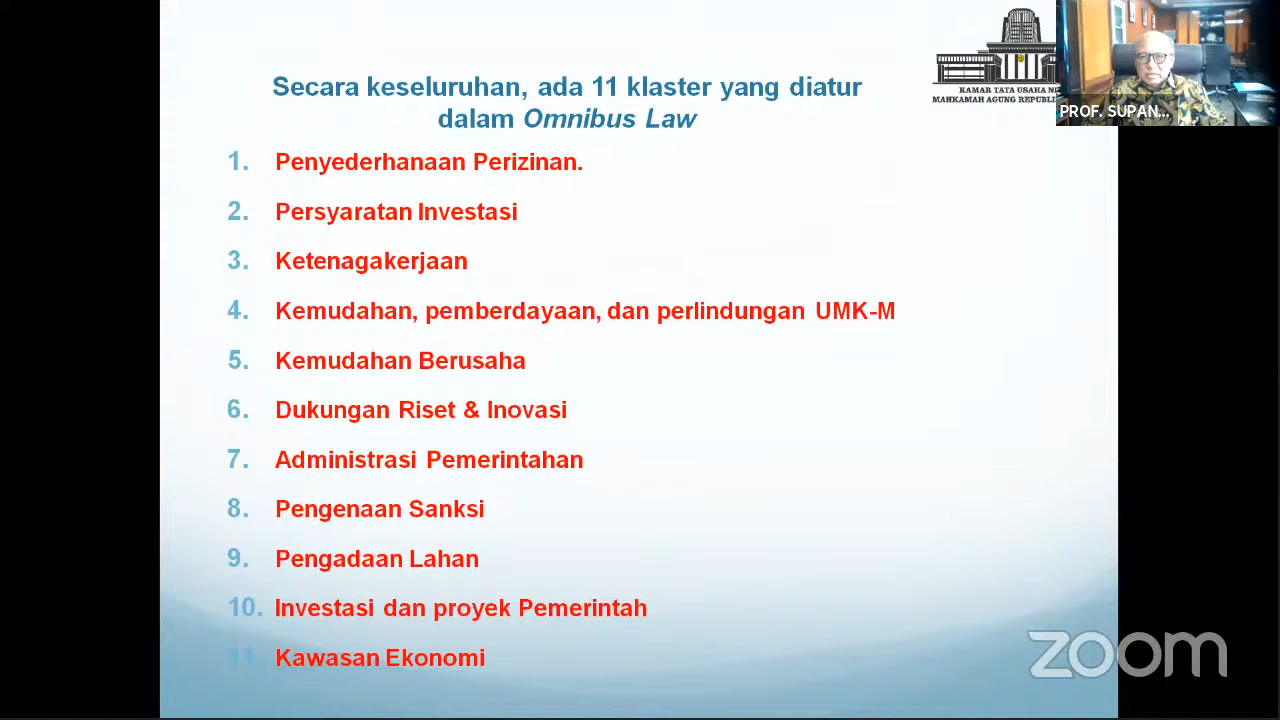 Secara keseluruhan, ada 11 klaster yang diatur
dalam Omnibus Law
KAMAR TATA USAHA
MAHKAMAH AGUNG
PROF. SUPAN...
1. Penyederhanaan Perizinan.
2. Persyaratan Investasi
3. Ketenagakerjaan
4. Kemudahan, pemberdayaan, dan perlindungan UMK-M
5. Kemudahan Berusaha
6. Dukungan Riset & Inovasi
7. Administrasi Pemerintahan
8. Pengenaan Sanksi
9. Pengadaan Lahan
10. Investasi dan proyek Pemerintah
11. Kawasan Ekonomi
zoom